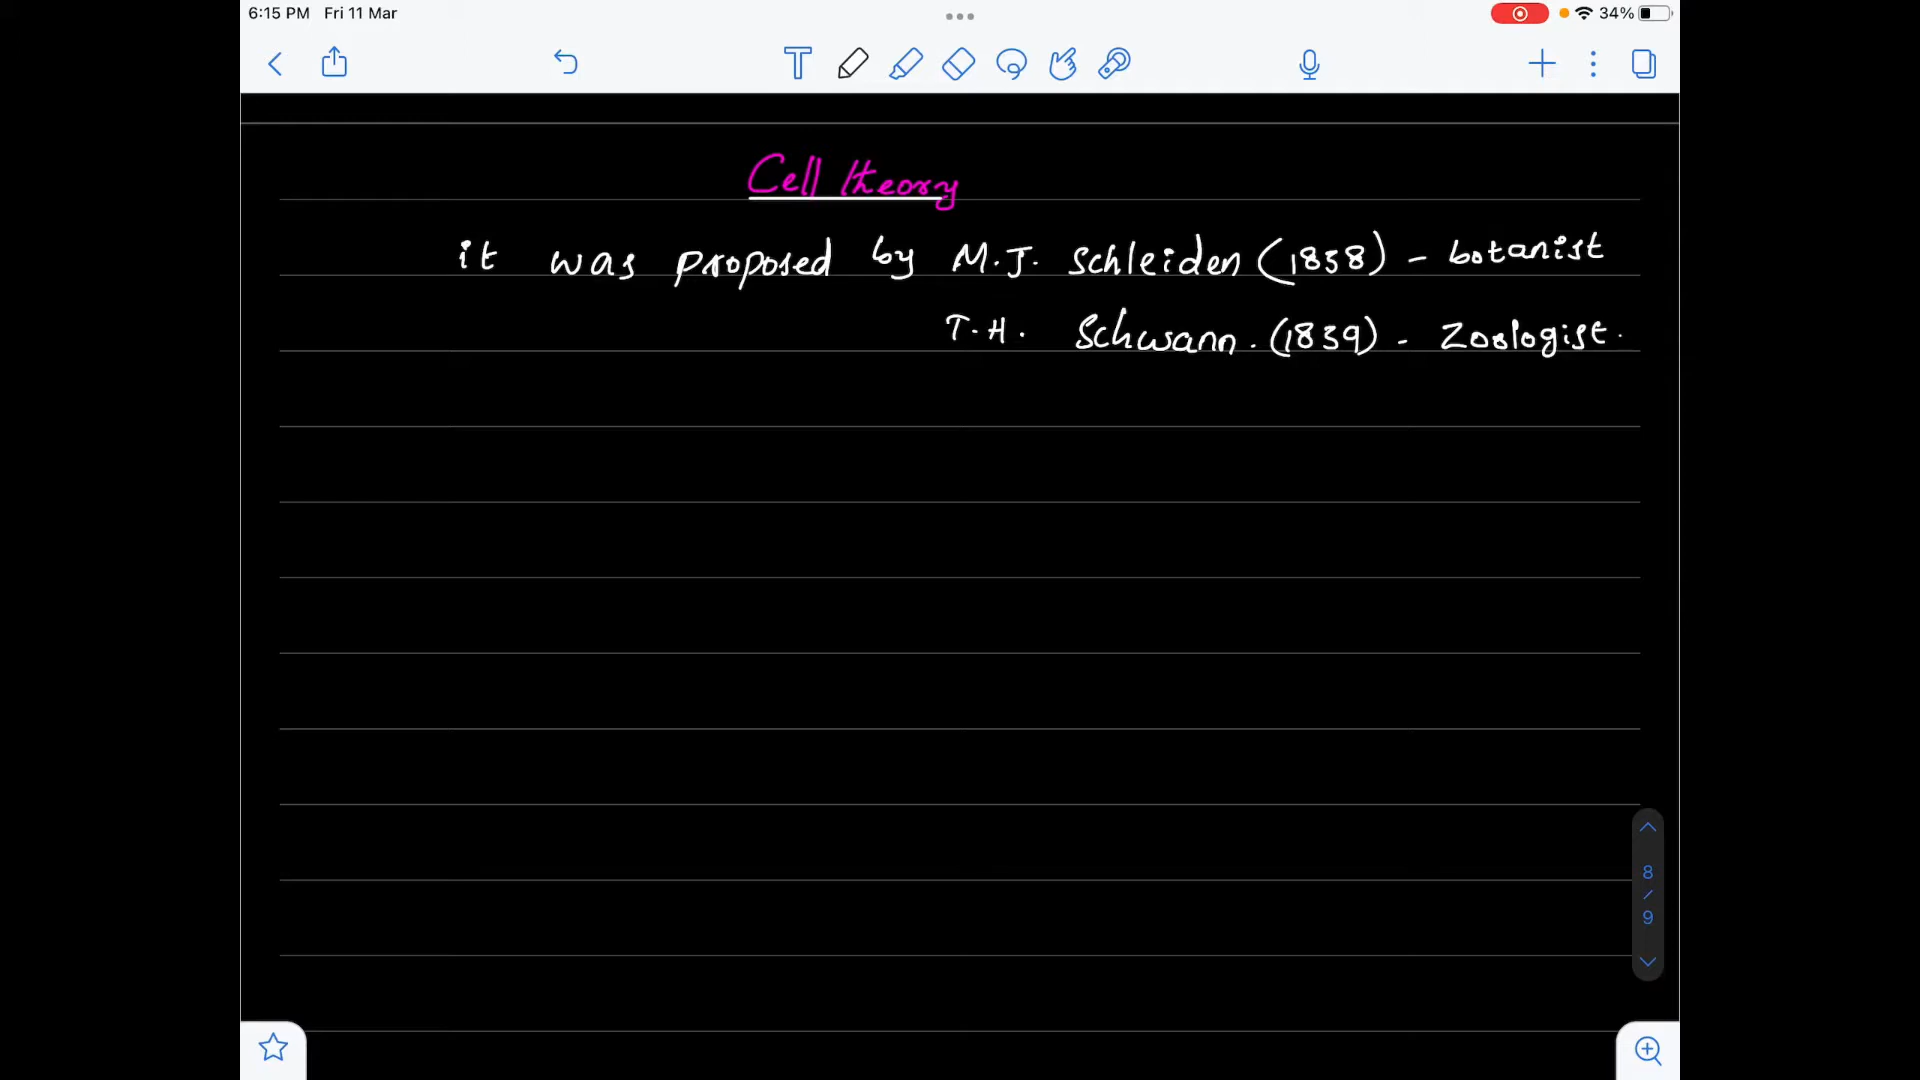 6:15 PM Fri 11 Mar 34%
Cell theory
it was proposed by M.J. Schleiden (1838) - botanist
T.H. Schwann. (1839) - Zoologist.
8
/
9